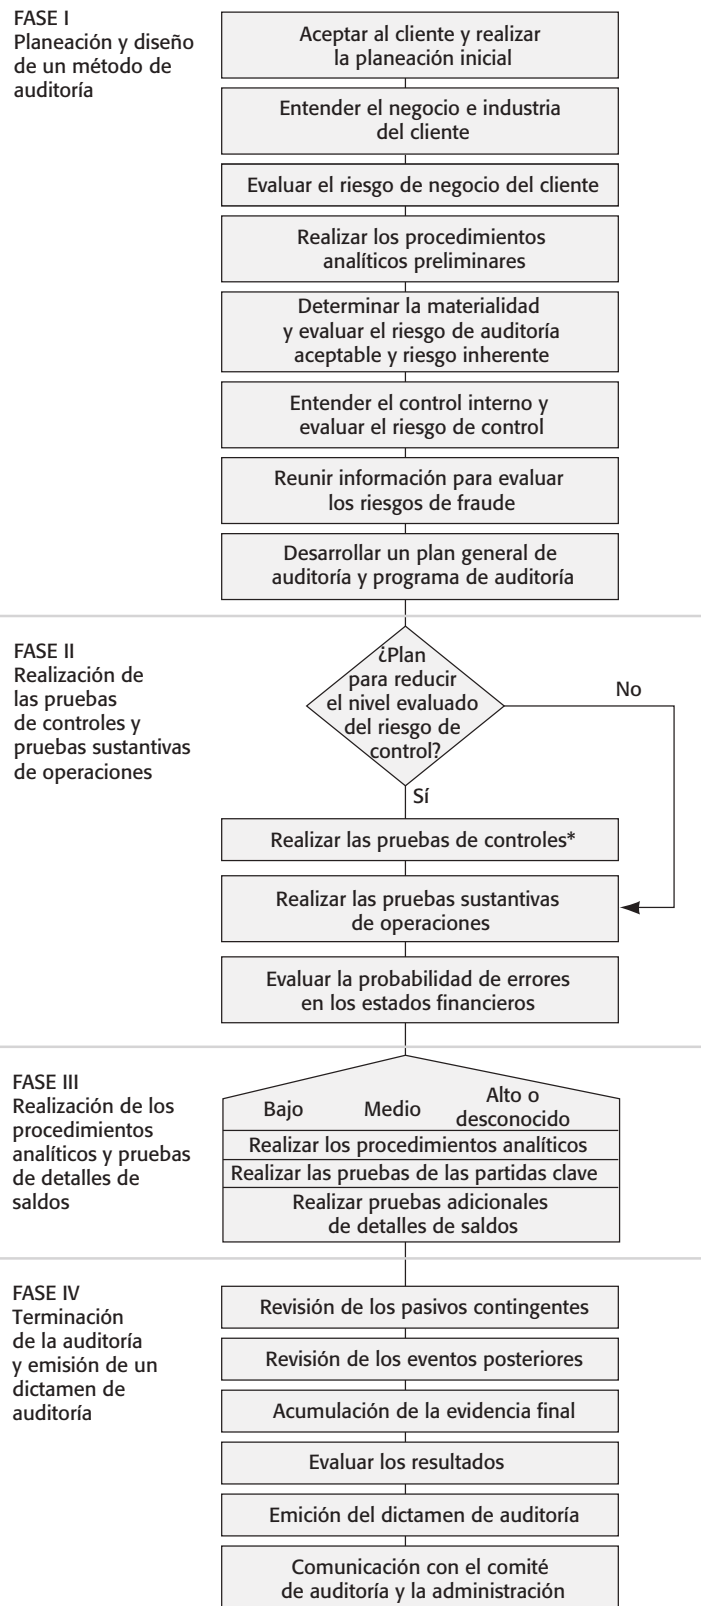 FASE I
Planeación y diseño
de un método de
auditoría
Aceptar al cliente y realizar
la planeación inicial
Entender el negocio e industria
del cliente
Evaluar el riesgo de negocio del cliente
Realizar los procedimientos
analíticos preliminares
Determinar la materialidad
y evaluar el riesgo de auditoría
aceptable y riesgo inherente
Entender el control interno y
evaluar el riesgo de control
Reunir información para evaluar
los riesgos de fraude
Desarrollar un plan general de
auditoría y programa de auditoría
FASE II
Realización de
las pruebas
de controles y
pruebas sustantivas
de operaciones
¿Plan
para reducir
el nivel evaluado
del riesgo de
control?
No
Sí
Realizar las pruebas de controles*
Realizar las pruebas sustantivas
de operaciones
Evaluar la probabilidad de errores
en los estados financieros
FASE III
Realización de los
procedimientos
analíticos y pruebas
de detalles de
saldos
Bajo
Medio
Alto o
desconocido
Realizar los procedimientos analíticos
Realizar las pruebas de las partidas clave
Realizar pruebas adicionales
de detalles de saldos
FASE IV
Terminación
de la auditoría
y emisión de un
dictamen de
auditoría
Revisión de los pasivos contingentes
Revisión de los eventos posteriores
Acumulación de la evidencia final
Evaluar los resultados
Emición del dictamen de auditoría
Comunicación con el comité
de auditoría y la administración